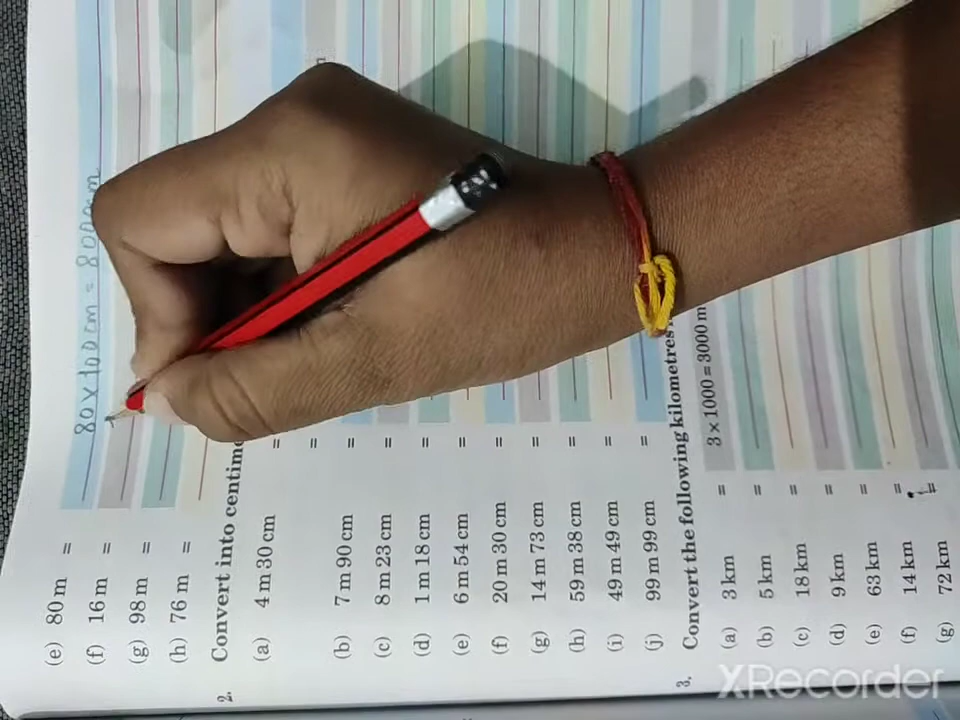 (e) 80 m = 80 x 100 cm = 8000 cm
(f) 16 m =
(g) 98 m =
(h) 76 m =
2. Convert into centime
(a) 4 m 30 cm =
=
(b) 7 m 90 cm =
(c) 8 m 23 cm =
(d) 1 m 18 cm =
(e) 6 m 54 cm =
(f) 20 m 30 cm =
(g) 14 m 73 cm =
(h) 59 m 38 cm =
(i) 49 m 49 cm =
(j) 99 m 99 cm =
3. Convert the following kilometres
(a) 3 km = 3 × 1000 = 3000 m
(b) 5 km =
(c) 18 km =
(d) 9 km =
(e) 63 km =
(f) 14 km =
(g) 72 km =
XRecorder